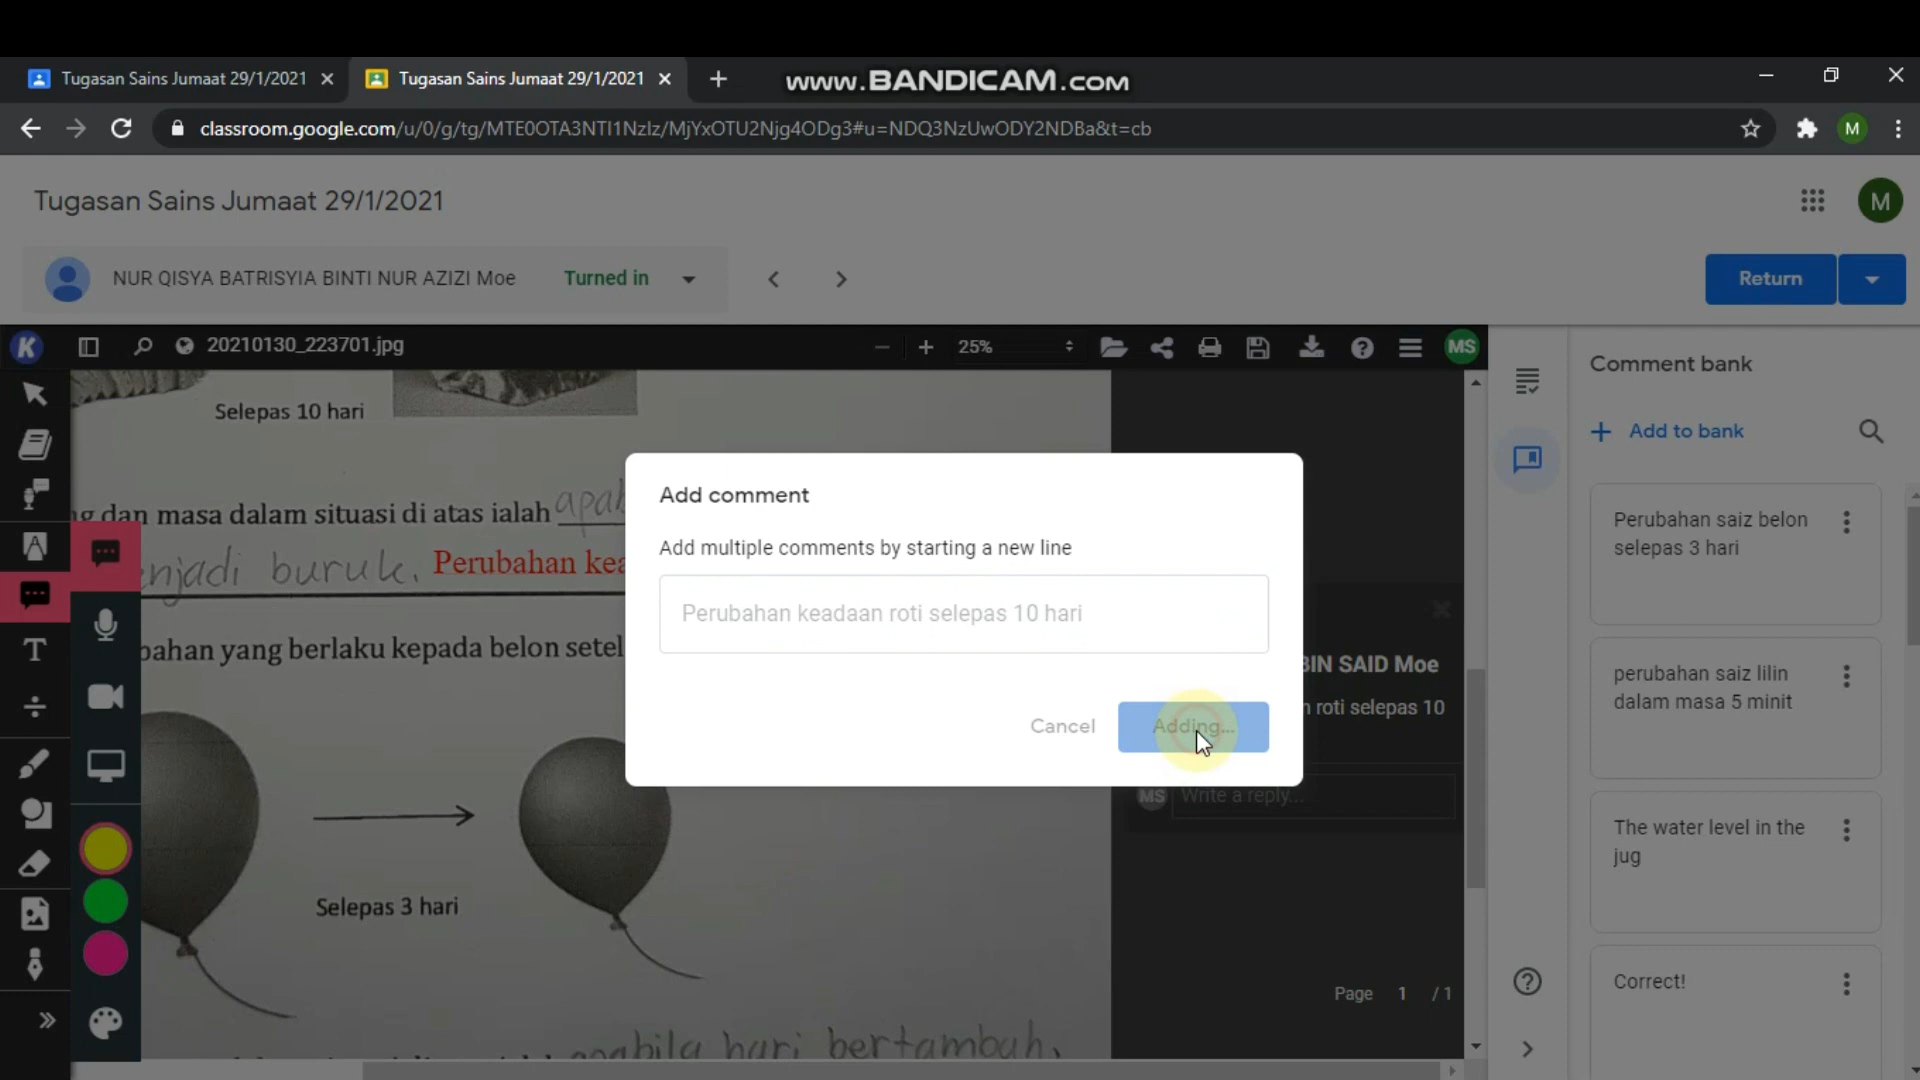 Tugasan Sains Jumaat 29/1/2021
Tugasan Sains Jumaat 29/1/2021
www.BANDICAM.com
classroom.google.com/u/0/g/tg/MTE0OTA3NTI1NzIz/MjYxOTU2Njg4ODg3#u=NDQ3NzUwODY2NDBa&t=cb
M
Tugasan Sains Jumaat 29/1/2021
M
NUR QISYA BATRISYIA BINTI NUR AZIZI Moe
Turned in
Return
K
20210130_223701.jpg
25%
MS
Selepas 10 hari
dan masa dalam situasi di atas ialah
enjadi buruk. Perubahan
bahan yang berlaku kepada belon
Selepas 3 hari
apabila hari bertambah,
Add comment
Add multiple comments by starting a new line
Perubahan keadaan roti selepas 10 hari
Cancel
Adding...
BIN SAID Moe
roti selepas 10
MS
Write a reply...
Page 1 / 1
Comment bank
Add to bank
Perubahan saiz belon
selepas 3 hari
perubahan saiz lilin
dalam masa 5 minit
The water level in the
jug
Correct!